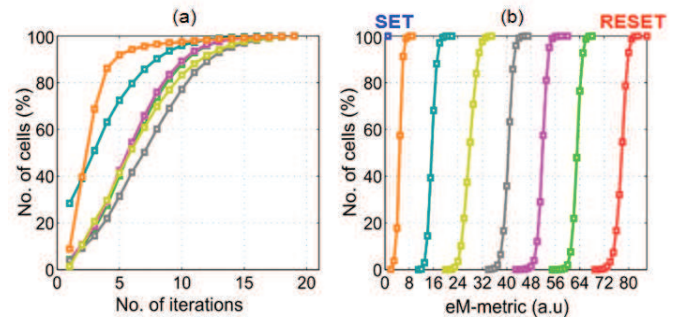 (a)
No. of cells (%)
100
80
60
40
20
0
0 5 10 15 20
No. of iterations
SET (b) RESET
No. of cells (%)
100
80
60
40
20
0
0 8 16 24 32 40 48 56 64 72 80
eM-metric (a.u)